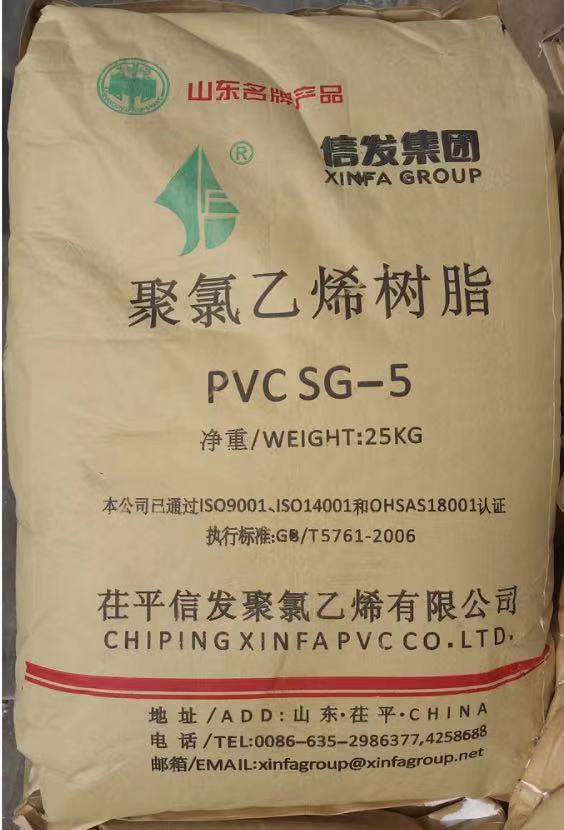 山东名牌产品
®
信发集团
XINFA GROUP
聚氯乙烯树脂
PVC SG-5
净重/WEIGHT:25KG
本公司已通过ISO9001、ISO14001和OHSAS18001认证
执行标准:GB/T5761-2006
茌平信发聚氯乙烯有限公司
CHIPING XINFA PVC CO.LTD.
地址/ADD:山东·茌平·CHINA
电话/TEL:0086-635-2986377,4258688
邮箱/EMAIL:xinfagroup@xinfagroup.net